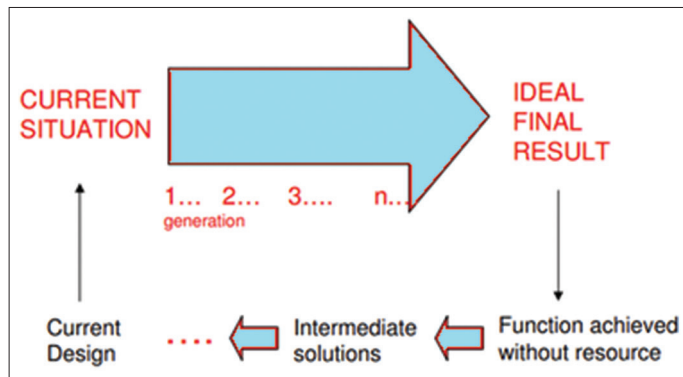 CURRENT
SITUATION
IDEAL
FINAL
RESULT
1... 2... 3.... n...
generation
Current
Design
....
Intermediate
solutions
Function achieved
without resource